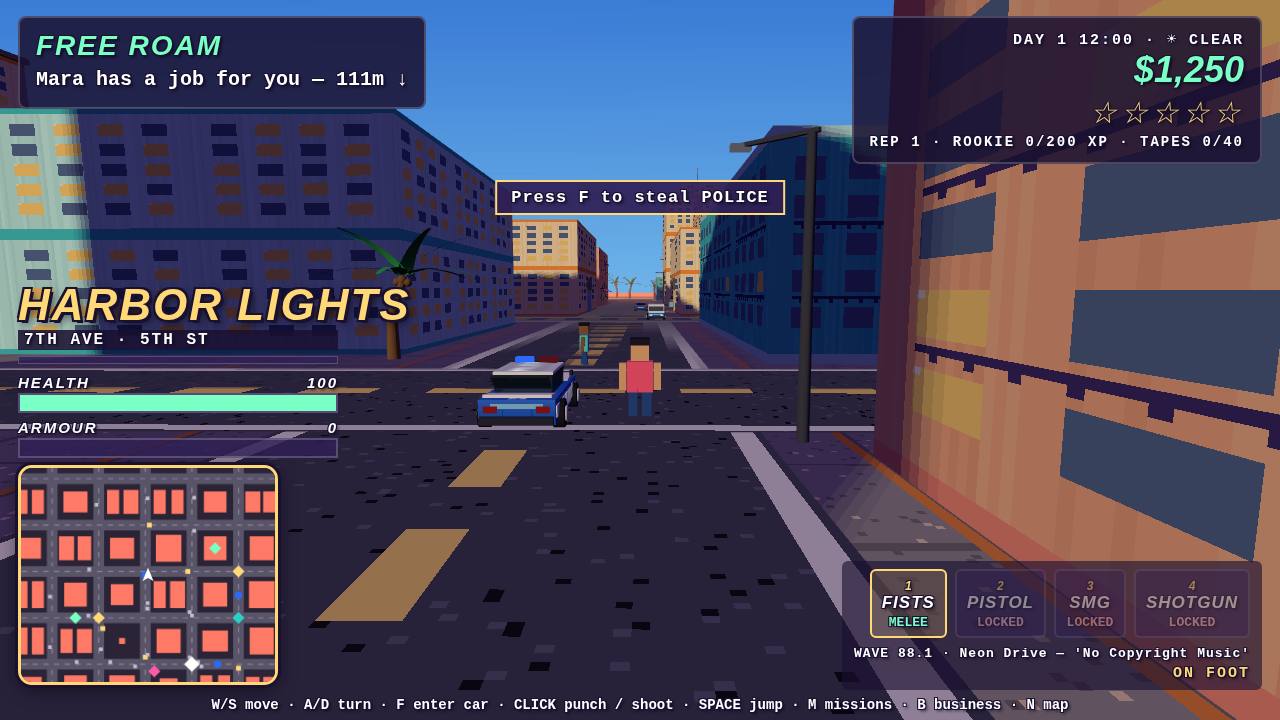 FREE ROAM
Mara has a job for you — 111m ↓
DAY 1 12:00 · ☀ CLEAR
$1,250
☆☆☆☆☆
REP 1 · ROOKIE 0/200 XP · TAPES 0/40
Press F to steal POLICE
HARBOR LIGHTS
7TH AVE · 5TH ST
HEALTH 100
ARMOUR 0
1 2 3 4
FISTS PISTOL SMG SHOTGUN
MELEE LOCKED LOCKED LOCKED
WAVE 88.1 · Neon Drive — 'No Copyright Music'
ON FOOT
W/S move · A/D turn · F enter car · CLICK punch / shoot · SPACE jump · M missions · B business · N map